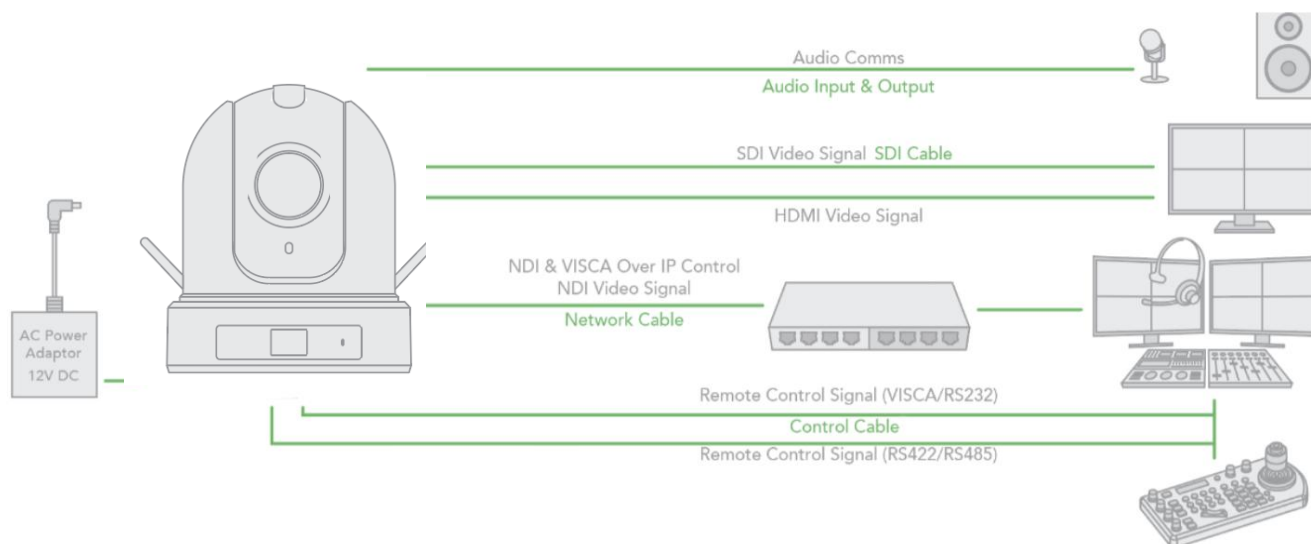 Audio Comms
Audio Input & Output
SDI Video Signal SDI Cable
HDMI Video Signal
NDI & VISCA Over IP Control
NDI Video Signal
Network Cable
AC Power
Adaptor
12V DC
Remote Control Signal (VISCA/RS232)
Control Cable
Remote Control Signal (RS422/RS485)